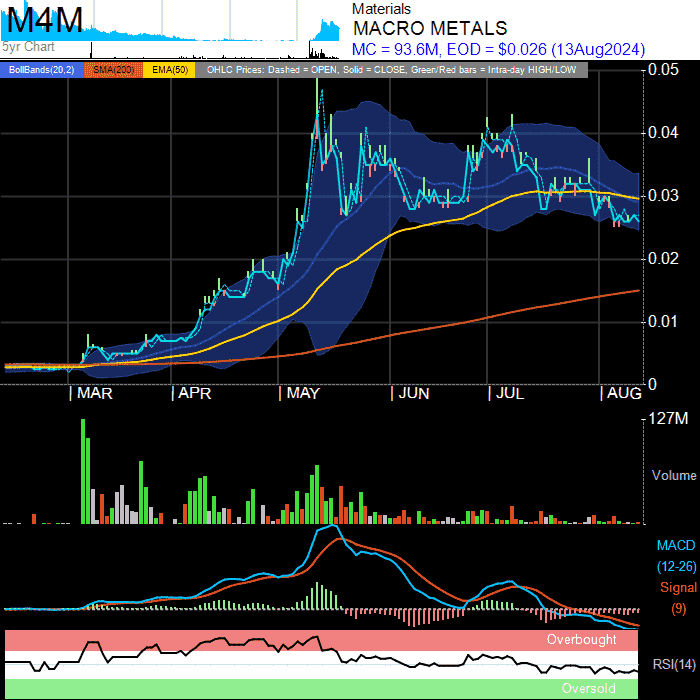 M4M
5yr Chart
Materials
MACRO METALS
MC = 93.6M, EOD = $0.026 (13Aug2024)
BollBands(20,2) SMA(200) EMA(50) OHLC Prices: Dashed = OPEN, Solid = CLOSE, Green/Red bars = Intra-day HIGH/LOW
0.05
0.04
0.03
0.02
0.01
0
| MAR | APR | MAY | JUN | JUL | AUG
127M
Volume
MACD
(12-26)
Signal
(9)
Overbought
RSI(14)
Oversold